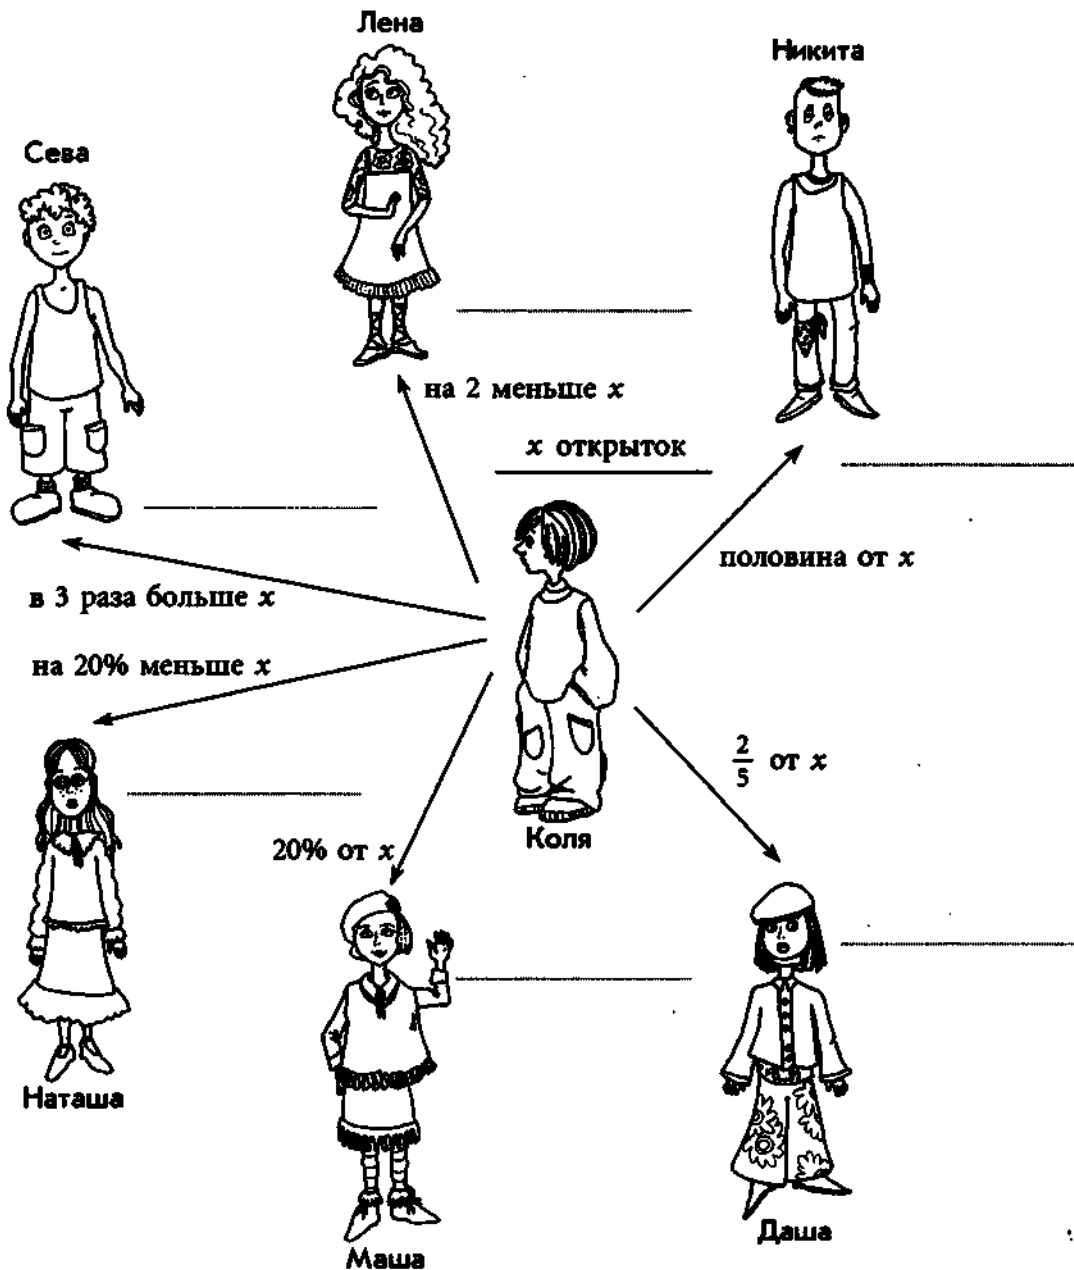 Лена
Никита
Сева
на 2 меньше x
x открыток
половина от x
в 3 раза больше x
на 20% меньше x
2/5 от x
Коля
20% от x
Наташа
Даша
Маша